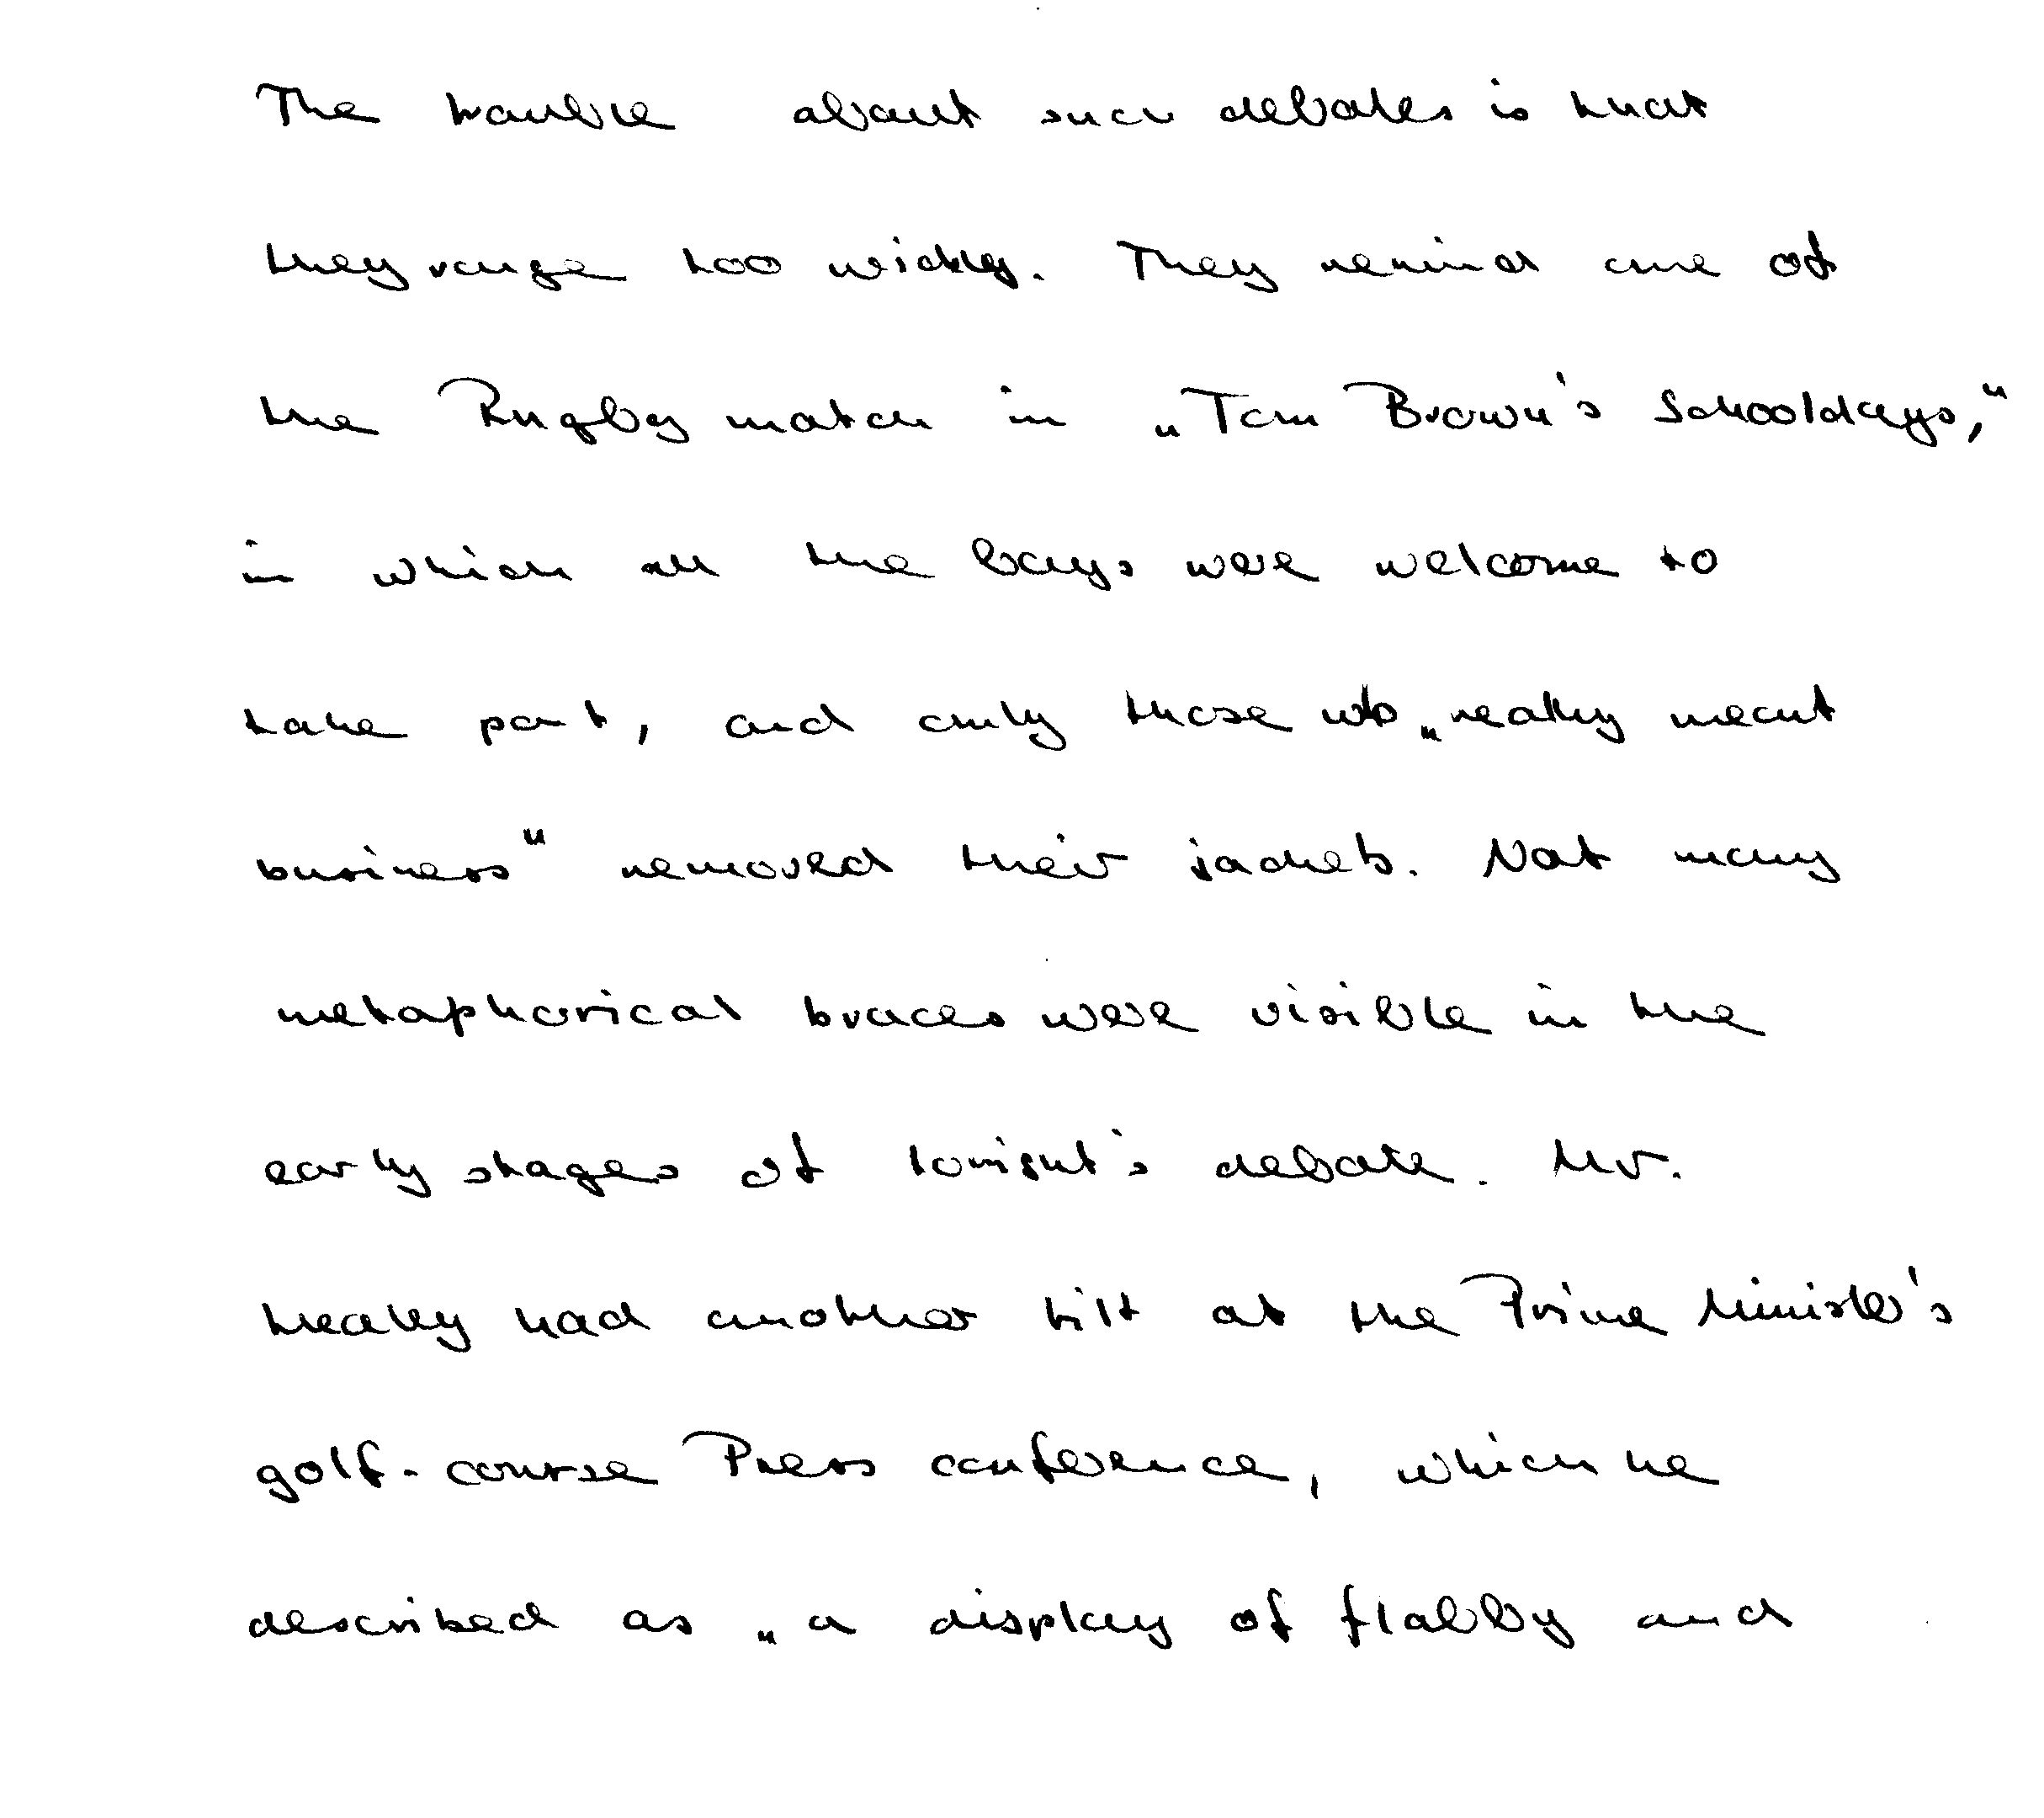 The trouble about such debates is that
they range too widely. They remind one of
the Rugby match in „Tom Brown's Schooldays,"
in which all the boys were welcome to
take part, and only those who „really meant
business" removed their jackets. Not many
metaphorical braces were visible in the
early stages of tonight's debate. Mr.
Healey had another tilt at the Prime Minister's
golf-course Press conference, which he
described as „a display of flabby and